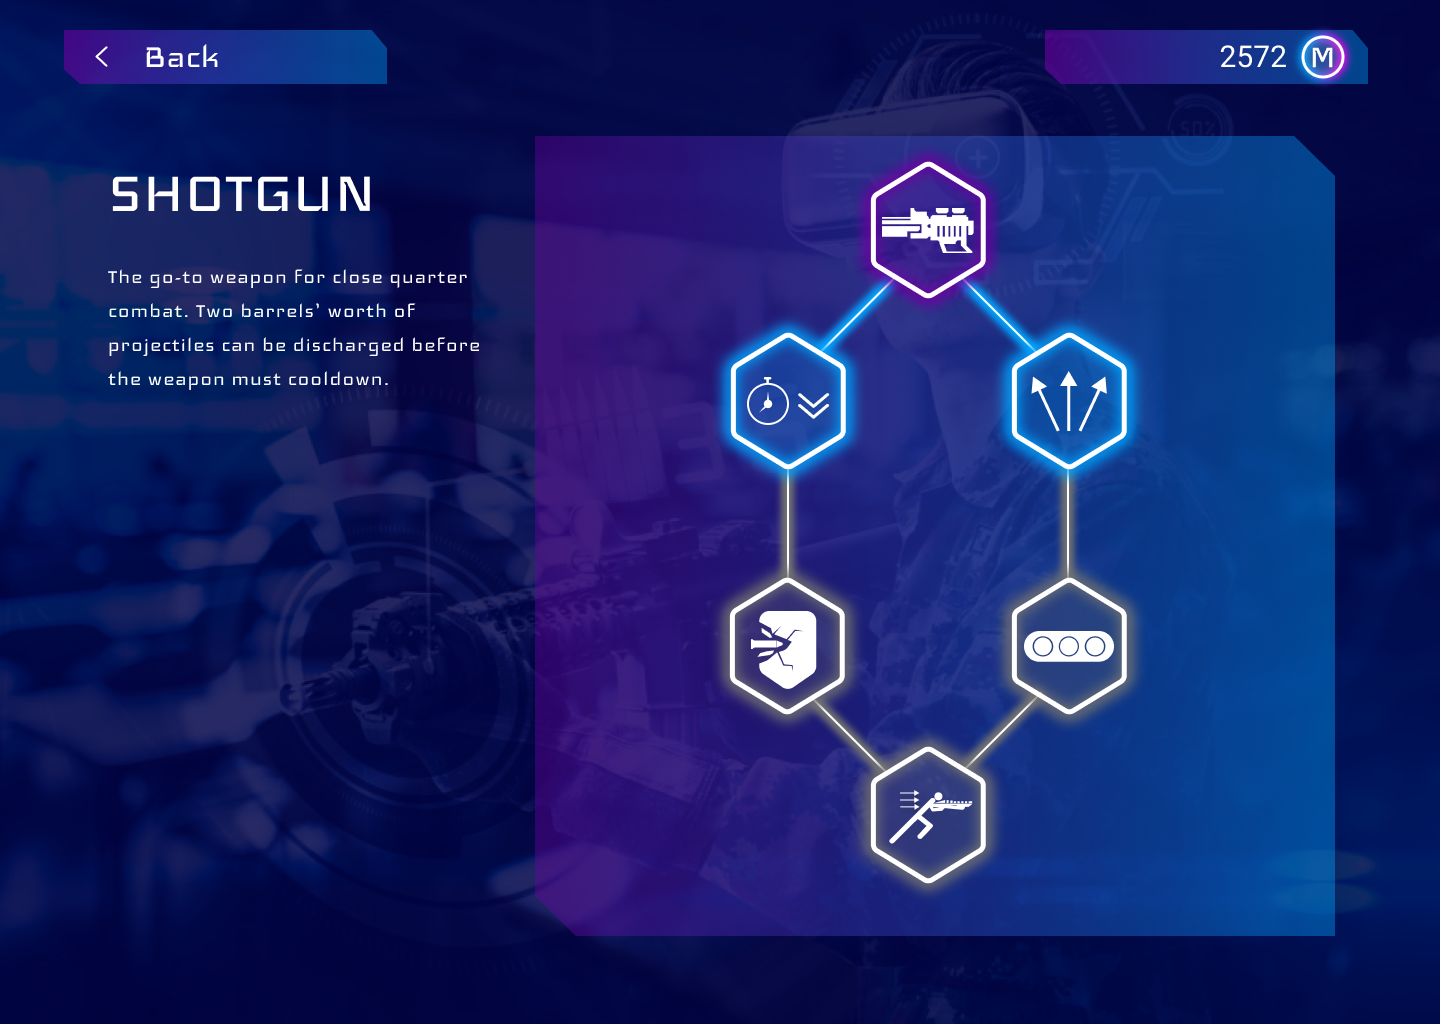 Back
2572 M
50%
SHOTGUN
The go-to weapon for close quarter
combat. Two barrels’ worth of
projectiles can be discharged before
the weapon must cooldown.